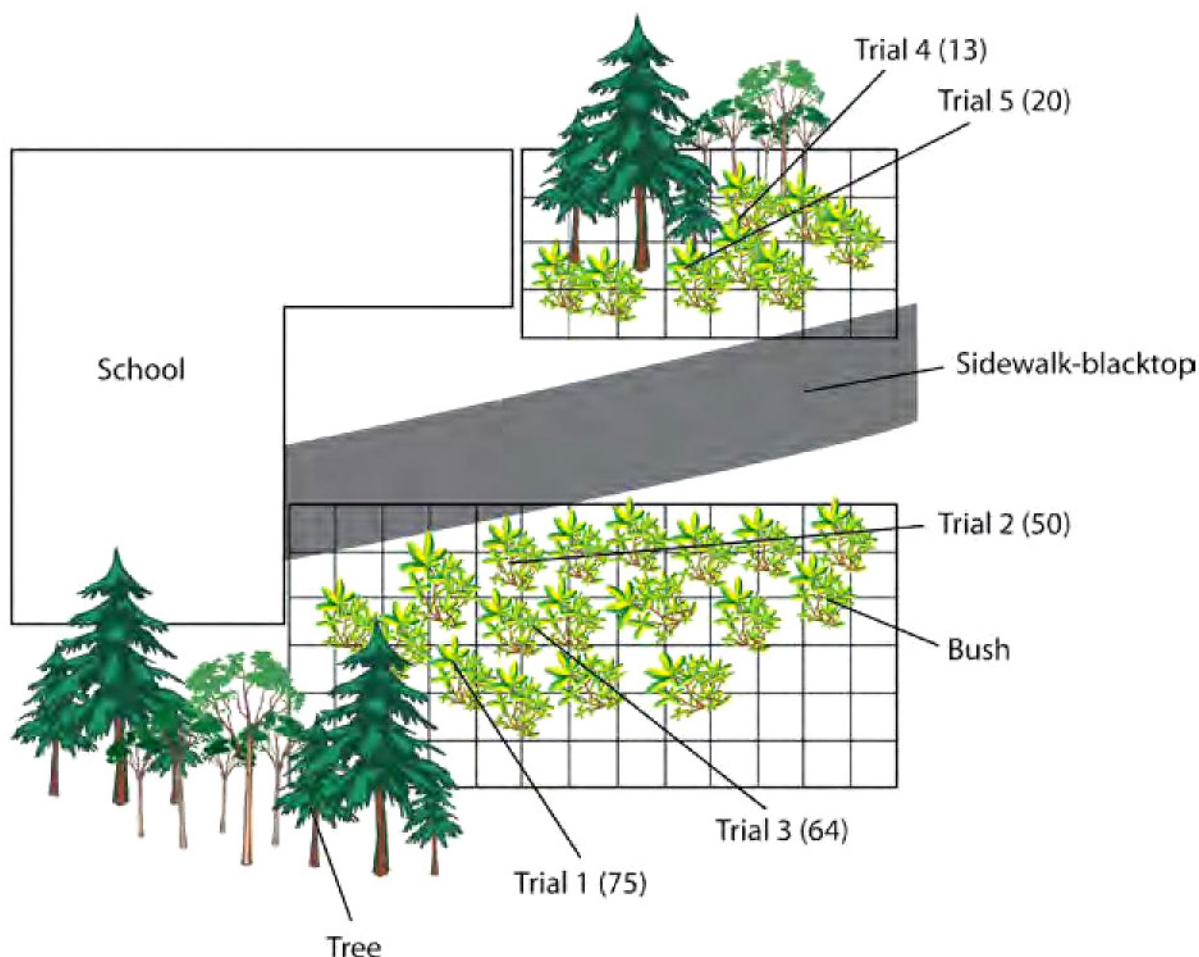 Trial 4 (13)
Trial 5 (20)
School
Sidewalk-blacktop
Trial 2 (50)
Bush
Trial 3 (64)
Trial 1 (75)
Tree